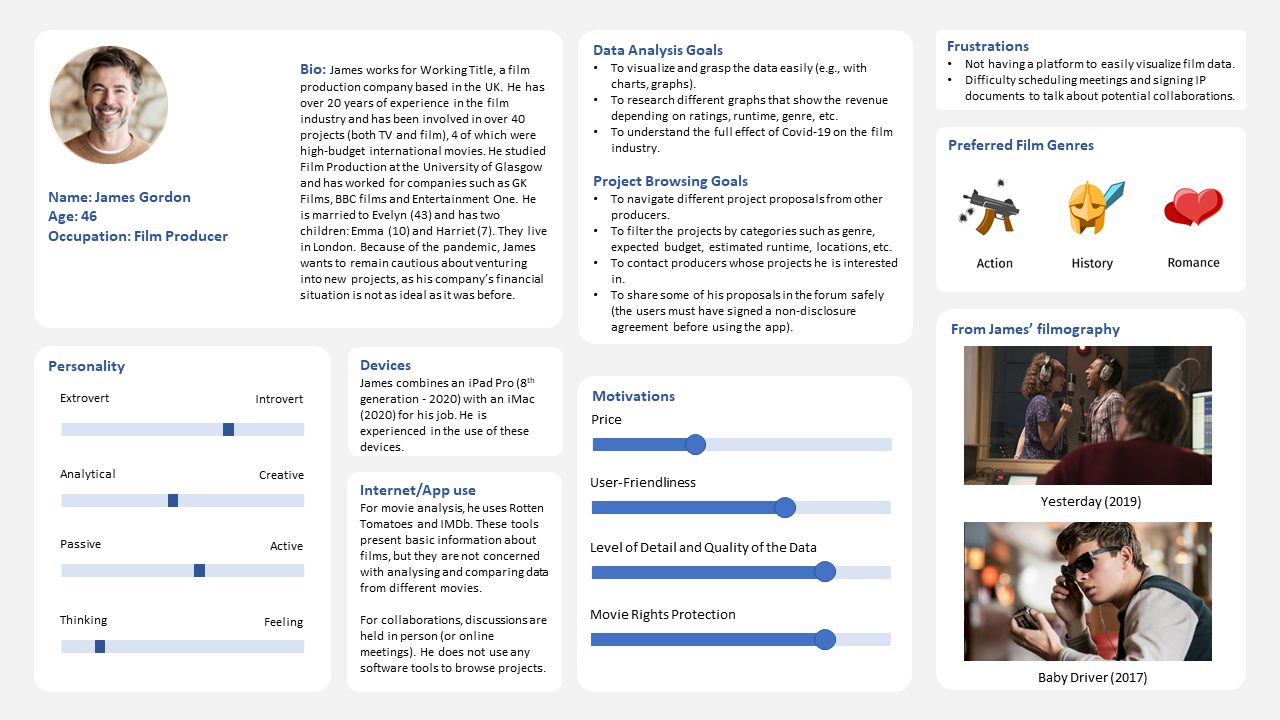 Name: James Gordon
Age: 46
Occupation: Film Producer
Bio: James works for Working Title, a film
production company based in the UK. He has
over 20 years of experience in the film
industry and has been involved in over 40
projects (both TV and film), 4 of which were
high-budget international movies. He studied
Film Production at the University of Glasgow
and has worked for companies such as GK
Films, BBC films and Entertainment One. He
is married to Evelyn (43) and has two
children: Emma (10) and Harriet (7). They live
in London. Because of the pandemic, James
wants to remain cautious about venturing
into new projects, as his company's financial
situation is not as ideal as it was before.
Data Analysis Goals
• To visualize and grasp the data easily (e.g., with
charts, graphs).
• To research different graphs that show the revenue
depending on ratings, runtime, genre, etc.
• To understand the full effect of Covid-19 on the film
industry.
Project Browsing Goals
• To navigate different project proposals from other
producers.
• To filter the projects by categories such as genre,
expected budget, estimated runtime, locations, etc.
• To contact producers whose projects he is interested
in.
• To share some of his proposals in the forum safely
(the users must have signed a non-disclosure
agreement before using the app).
Frustrations
• Not having a platform to easily visualize film data.
• Difficulty scheduling meetings and signing IP
documents to talk about potential collaborations.
Preferred Film Genres
Action History Romance
Personality
Extrovert Introvert
Analytical Creative
Passive Active
Thinking Feeling
Devices
James combines an iPad Pro (8th
generation - 2020) with an iMac
(2020) for his job. He is
experienced in the use of these
devices.
Internet/App use
For movie analysis, he uses Rotten
Tomatoes and IMDb. These tools
present basic information about
films, but they are not concerned
with analysing and comparing data
from different movies.
For collaborations, discussions are
held in person (or online
meetings). He does not use any
software tools to browse projects.
Motivations
Price
User-Friendliness
Level of Detail and Quality of the Data
Movie Rights Protection
From James’ filmography
Yesterday (2019)
Baby Driver (2017)